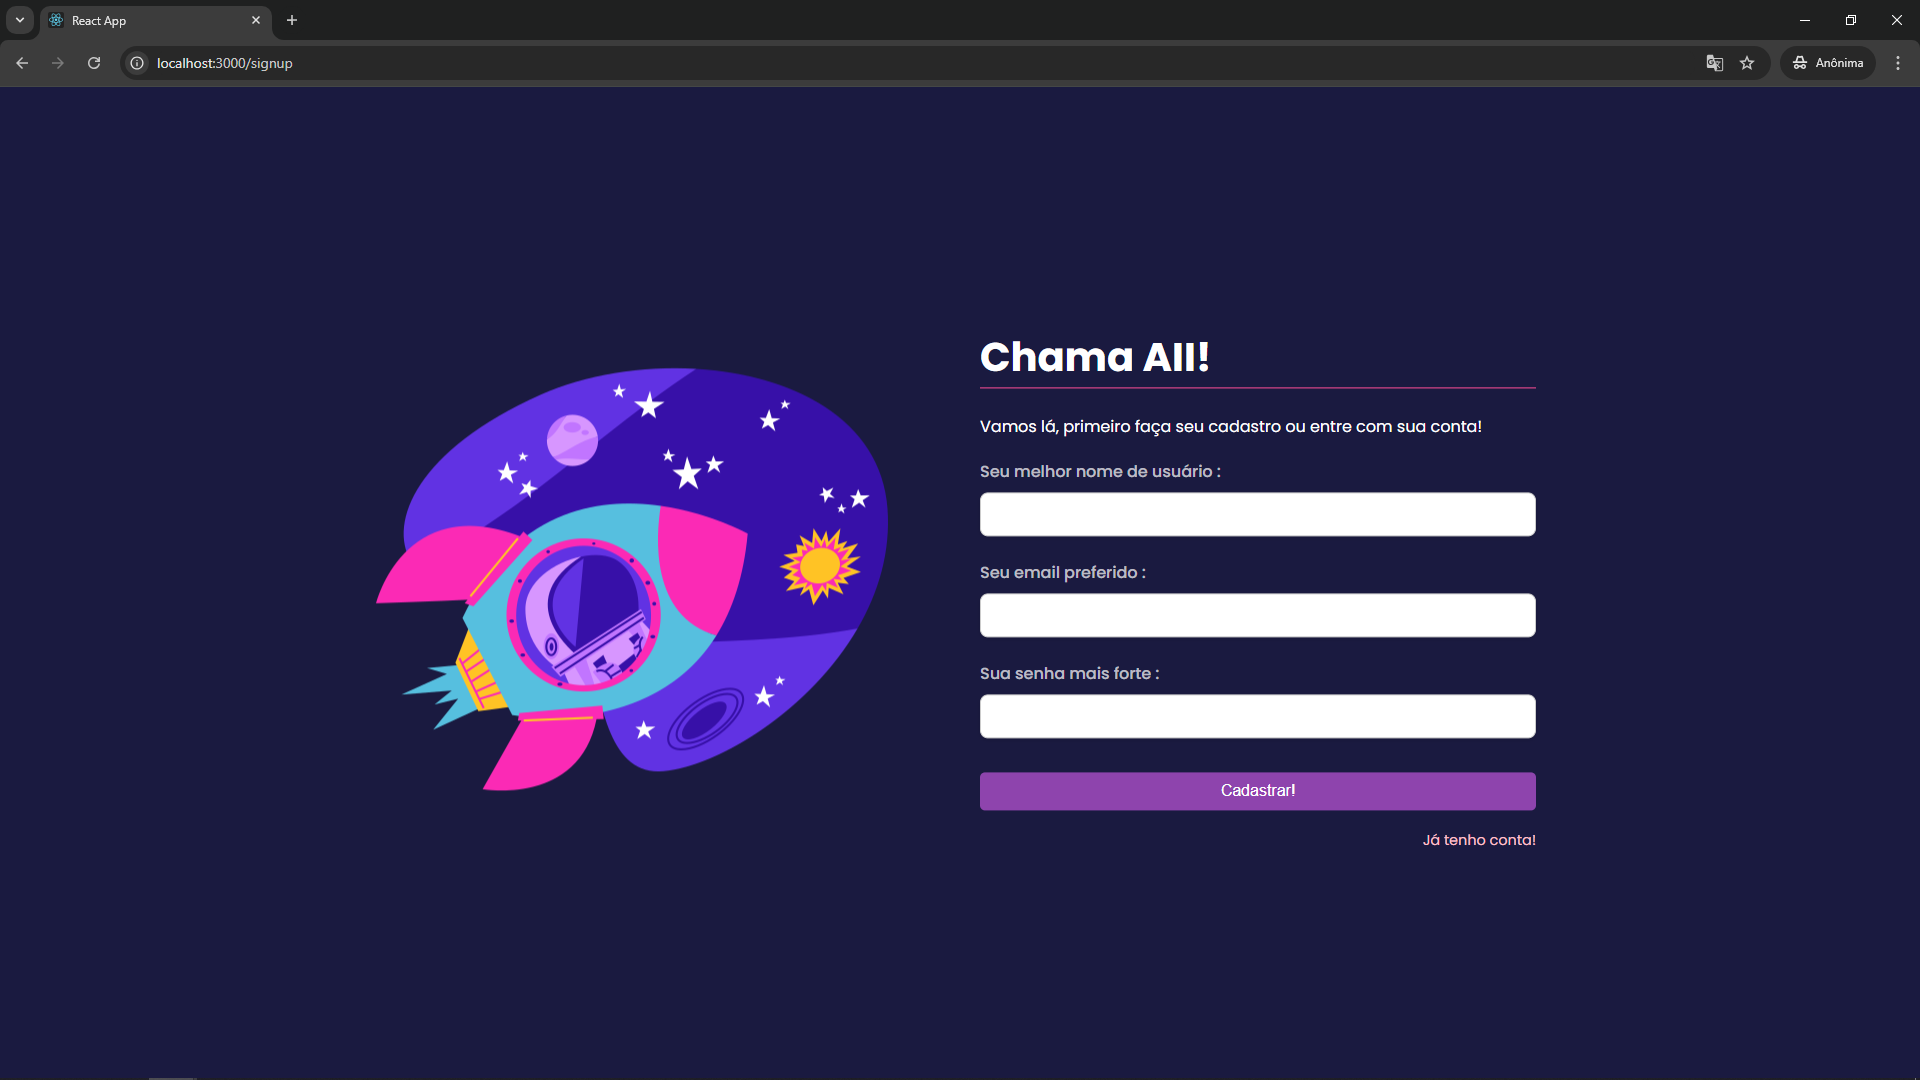 React App
localhost:3000/signup
Anônima
Chama All!
Vamos lá, primeiro faça seu cadastro ou entre com sua conta!
Seu melhor nome de usuário :
Seu email preferido :
Sua senha mais forte :
Cadastrar!
Já tenho conta!